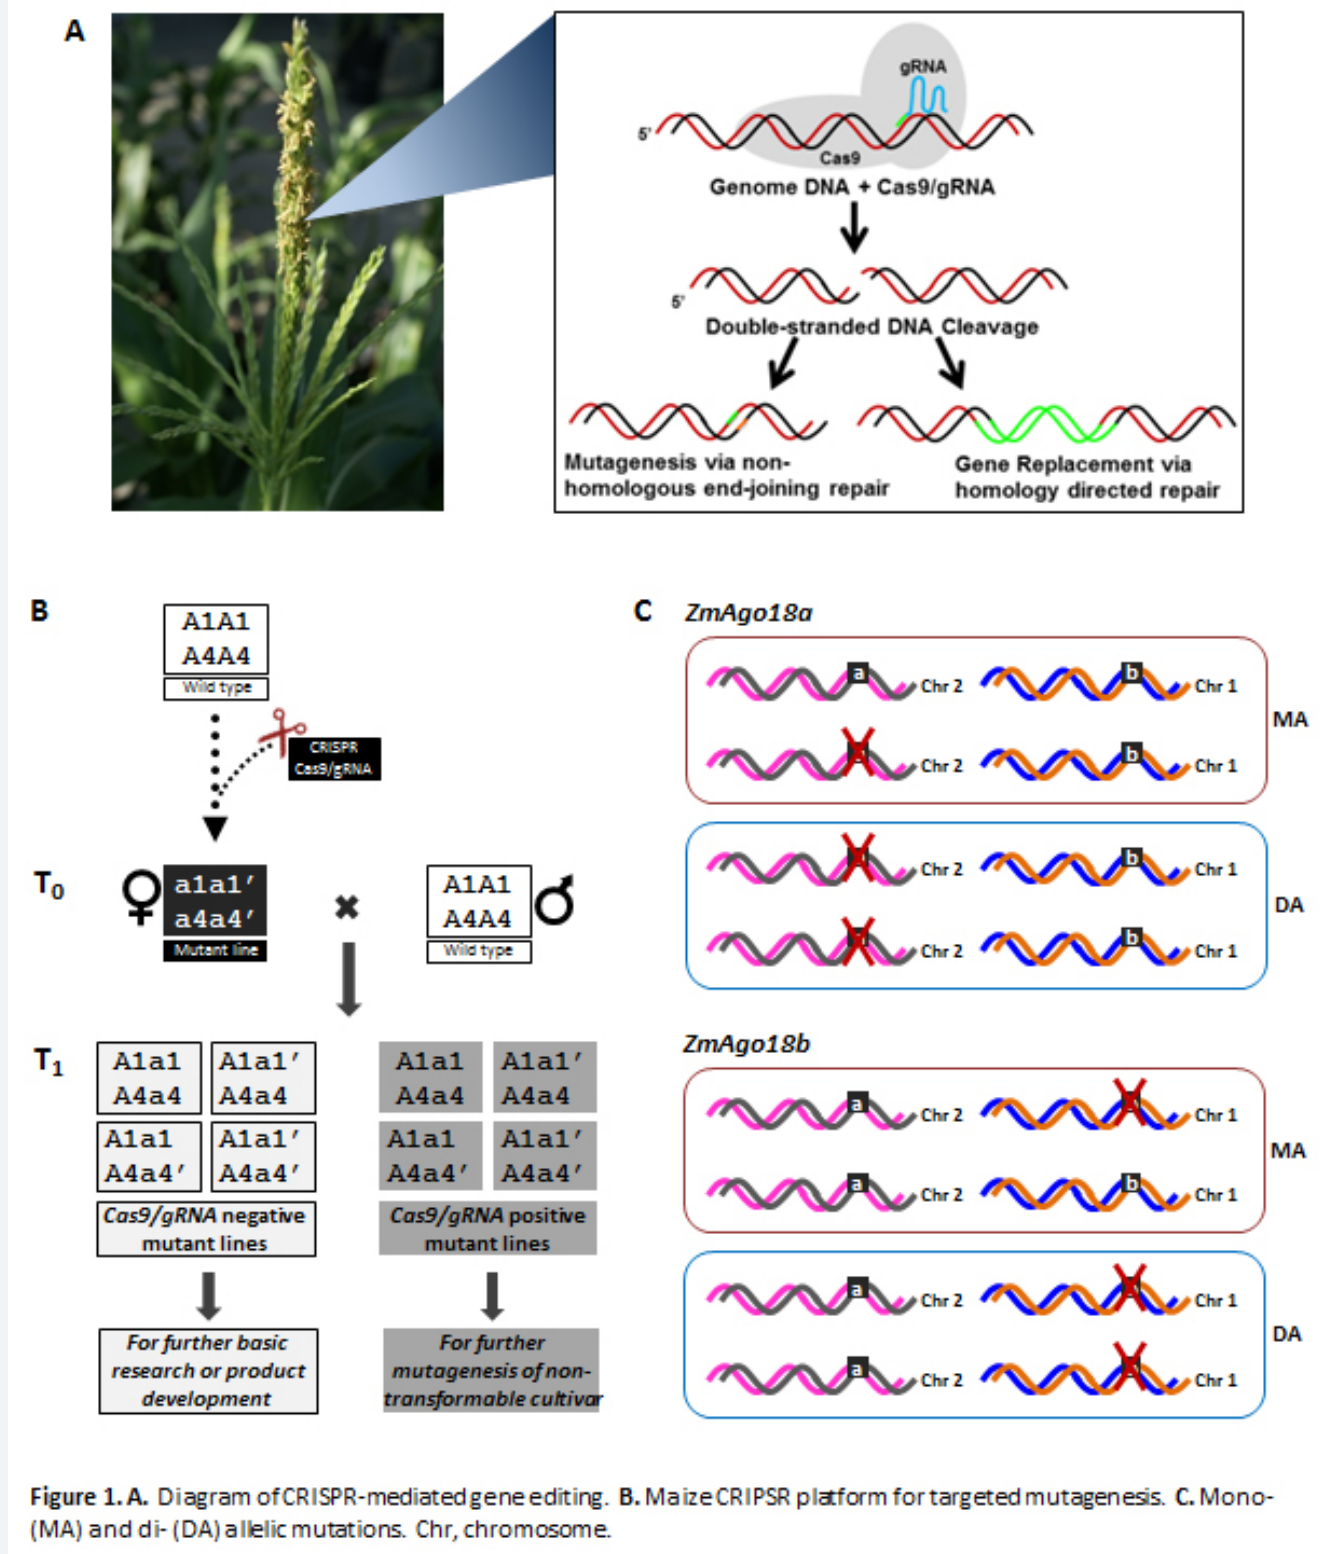 A
gRNA
5'
Cas9
Genome DNA + Cas9/gRNA
5'
Double-stranded DNA Cleavage
Mutagenesis via non-
homologous end-joining repair
Gene Replacement via
homology directed repair
B
A1A1
A4A4
Wild type
CRISPR
Cas9/gRNA
T0
♀
a1a1′
a4a4′
Mutant line
✖
A1A1
A4A4
♂
Wild type
T1
A1a1
A4a4
A1a1′
A4a4
A1a1
A4a4′
A1a1′
A4a4′
Cas9/gRNA negative
mutant lines
For further basic
research or product
development
A1a1
A4a4
A1a1′
A4a4
A1a1
A4a4′
A1a1′
A4a4′
Cas9/gRNA positive
mutant lines
For further
mutagenesis of non-
transformable cultivar
C
ZmAgo18a
a Chr 2 b Chr 1
MA
Chr 2 b Chr 1
Chr 2 b Chr 1
DA
Chr 2 b Chr 1
ZmAgo18b
a Chr 2 Chr 1
MA
a Chr 2 b Chr 1
a Chr 2 Chr 1
DA
a Chr 2 Chr 1
Figure 1. A. Diagram of CRISPR-mediated gene editing. B. Maize CRIPSR platform for targeted mutagenesis. C. Mono-
(MA) and di- (DA) allelic mutations. Chr, chromosome.